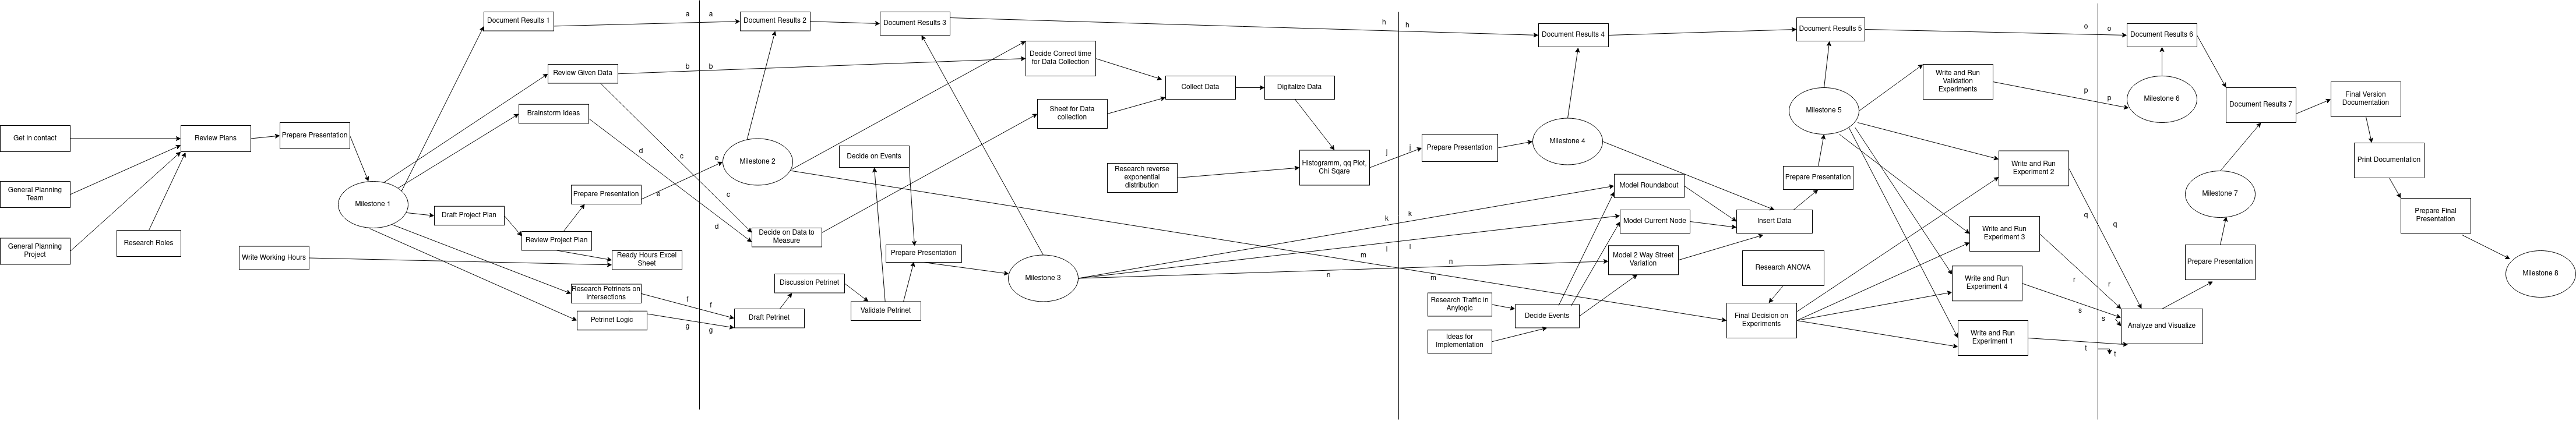 Get in contact
General Planning
Team
General Planning
Project
Research Roles
Review Plans
Prepare Presentation
Write Working Hours
Milestone 1
Document Results 1
Review Given Data
Brainstorm Ideas
Prepare Presentation
Draft Project Plan
Review Project Plan
Ready Hours Excel
Sheet
Research Petrinets on
Intersections
Petrinet Logic
a
b
c
d
e
f
g
a
b
c
d
e
f
g
Document Results 2
Document Results 3
Milestone 2
Decide on Data to
Measure
Discussion Petrinet
Draft Petrinet
Decide on Events
Prepare Presentation
Validate Petrinet
Milestone 3
Decide Correct time
for Data Collection
Sheet for Data
collection
Collect Data
Digitalize Data
Research reverse
exponential
distribution
Histogramm, qq Plot,
Chi Sqare
h
j
k
l
m
n
h
j
k
l
m
n
Prepare Presentation
Document Results 4
Milestone 4
Model Roundabout
Model Current Node
Model 2 Way Street
Variation
Research Traffic in
Anylogic
Ideas for
Implementation
Decide Events
Document Results 5
Milestone 5
Prepare Presentation
Insert Data
Research ANOVA
Final Decision on
Experiments
Write and Run
Validation
Experiments
Write and Run
Experiment 2
Write and Run
Experiment 3
Write and Run
Experiment 4
Write and Run
Experiment 1
o
p
q
r
s
t
o
p
q
r
s
t
Document Results 6
Milestone 6
Analyze and Visualize
Prepare Presentation
Milestone 7
Document Results 7
Final Version
Documentation
Print Documentation
Prepare Final
Presentation
Milestone 8